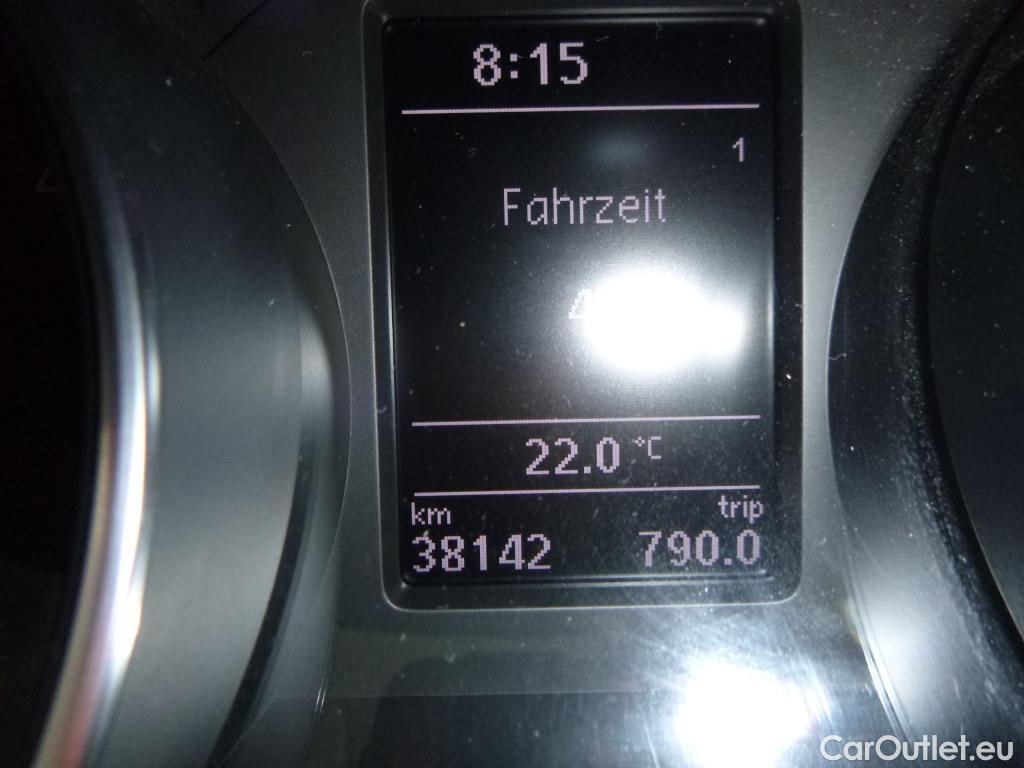 8:15
1
Fahrzeit
22.0 °C
km trip
38142 790.0
CarOutlet.eu